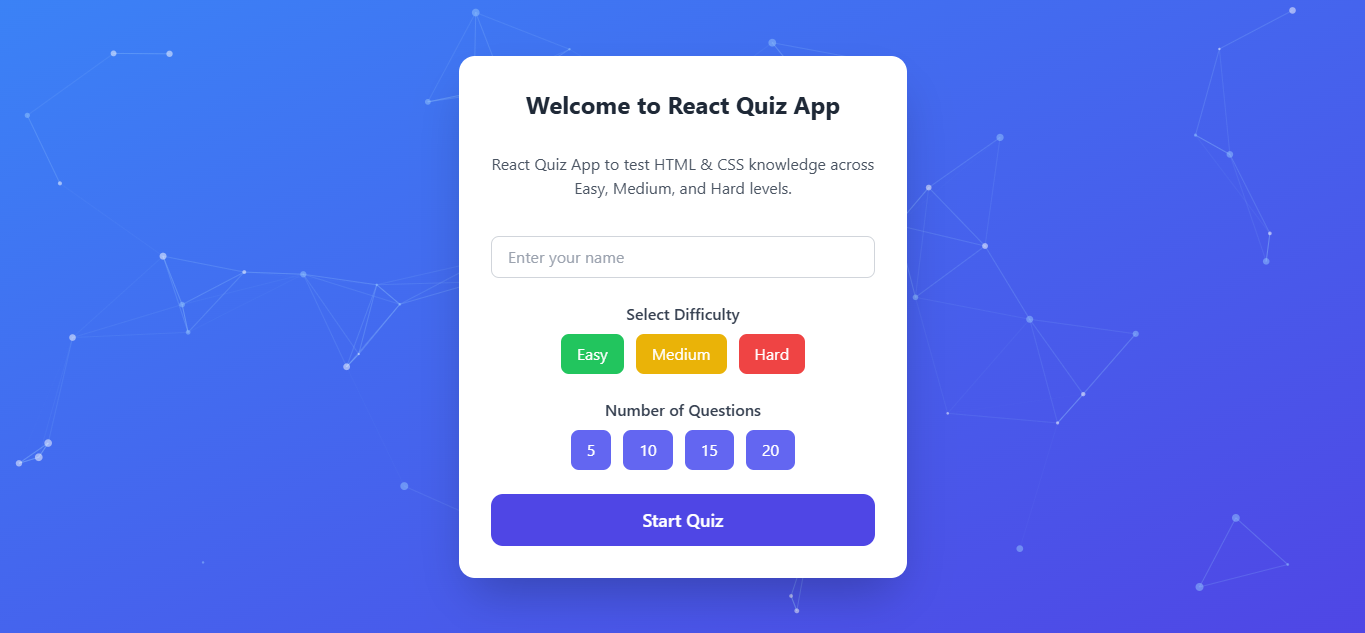 Welcome to React Quiz App
React Quiz App to test HTML & CSS knowledge across
Easy, Medium, and Hard levels.
Enter your name
Select Difficulty
Easy Medium Hard
Number of Questions
5 10 15 20
Start Quiz